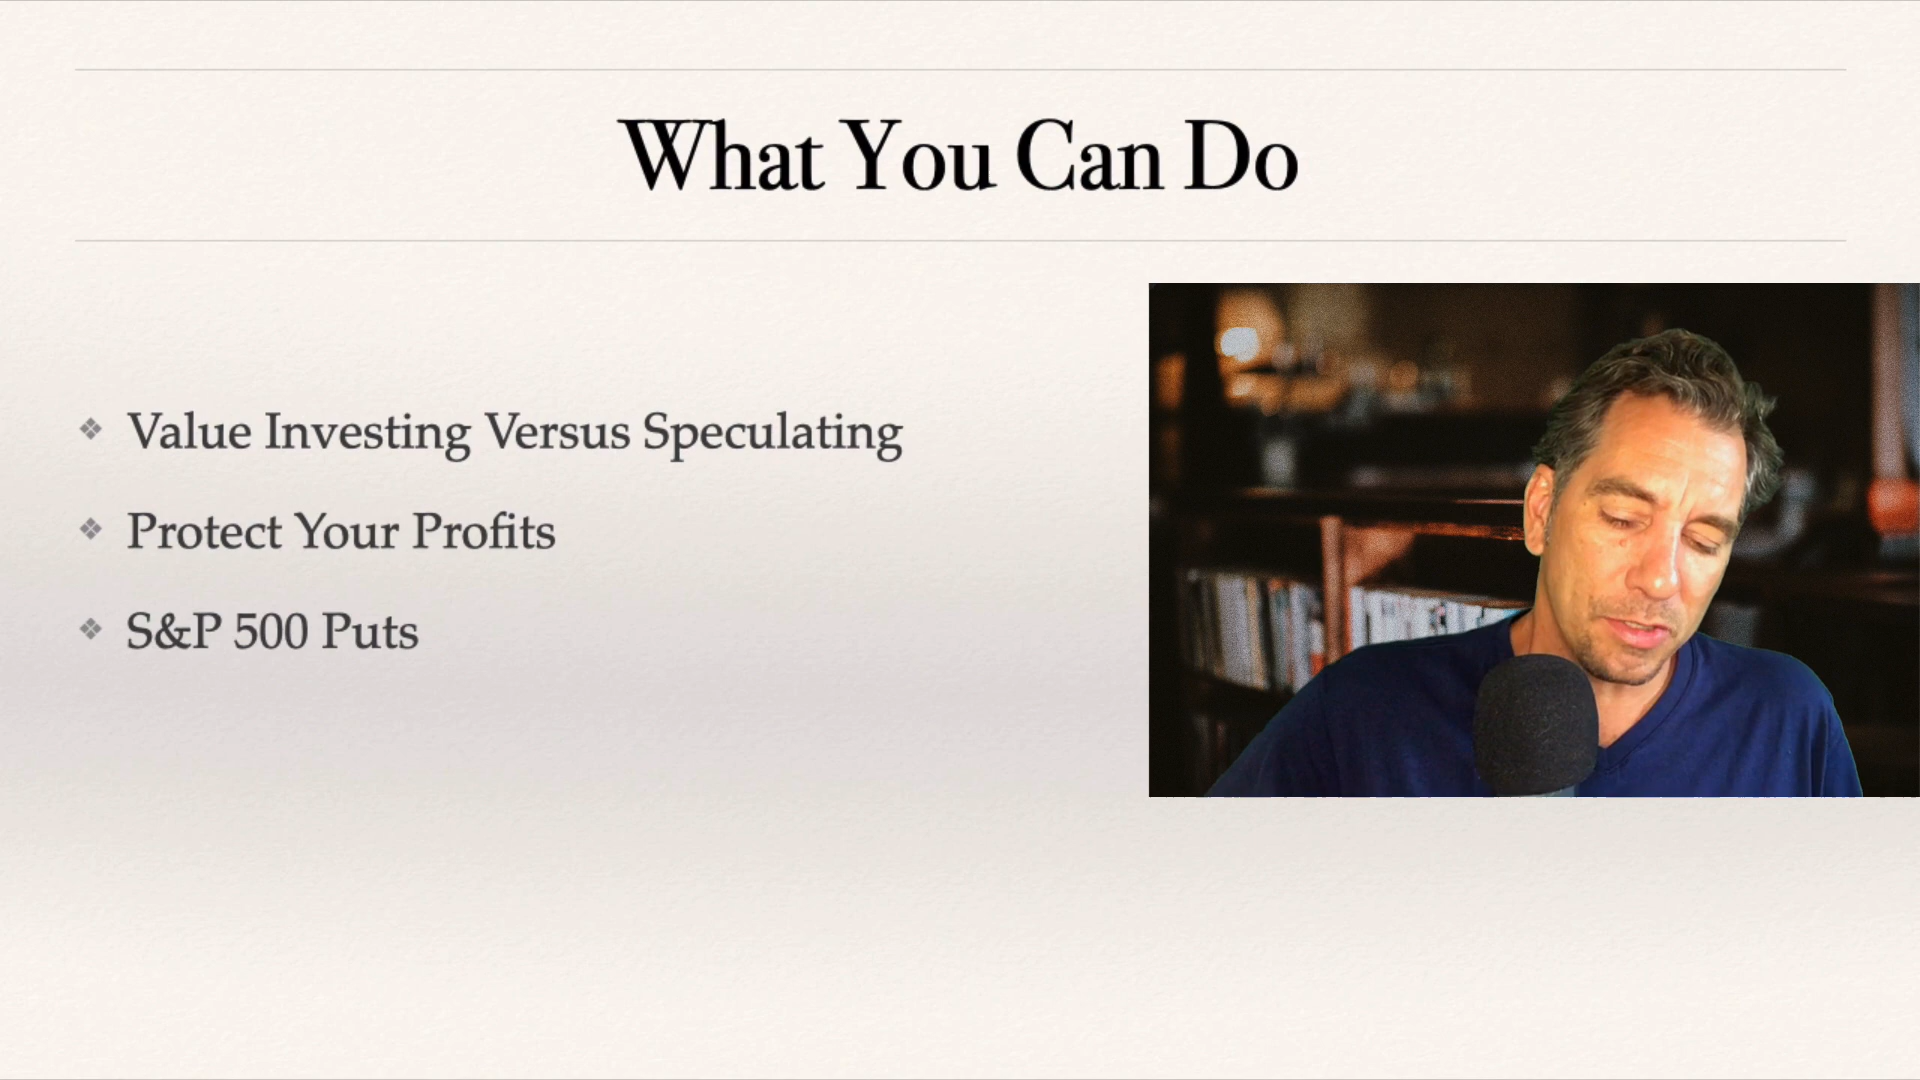 What You Can Do
Value Investing Versus Speculating
Protect Your Profits
S&P 500 Puts